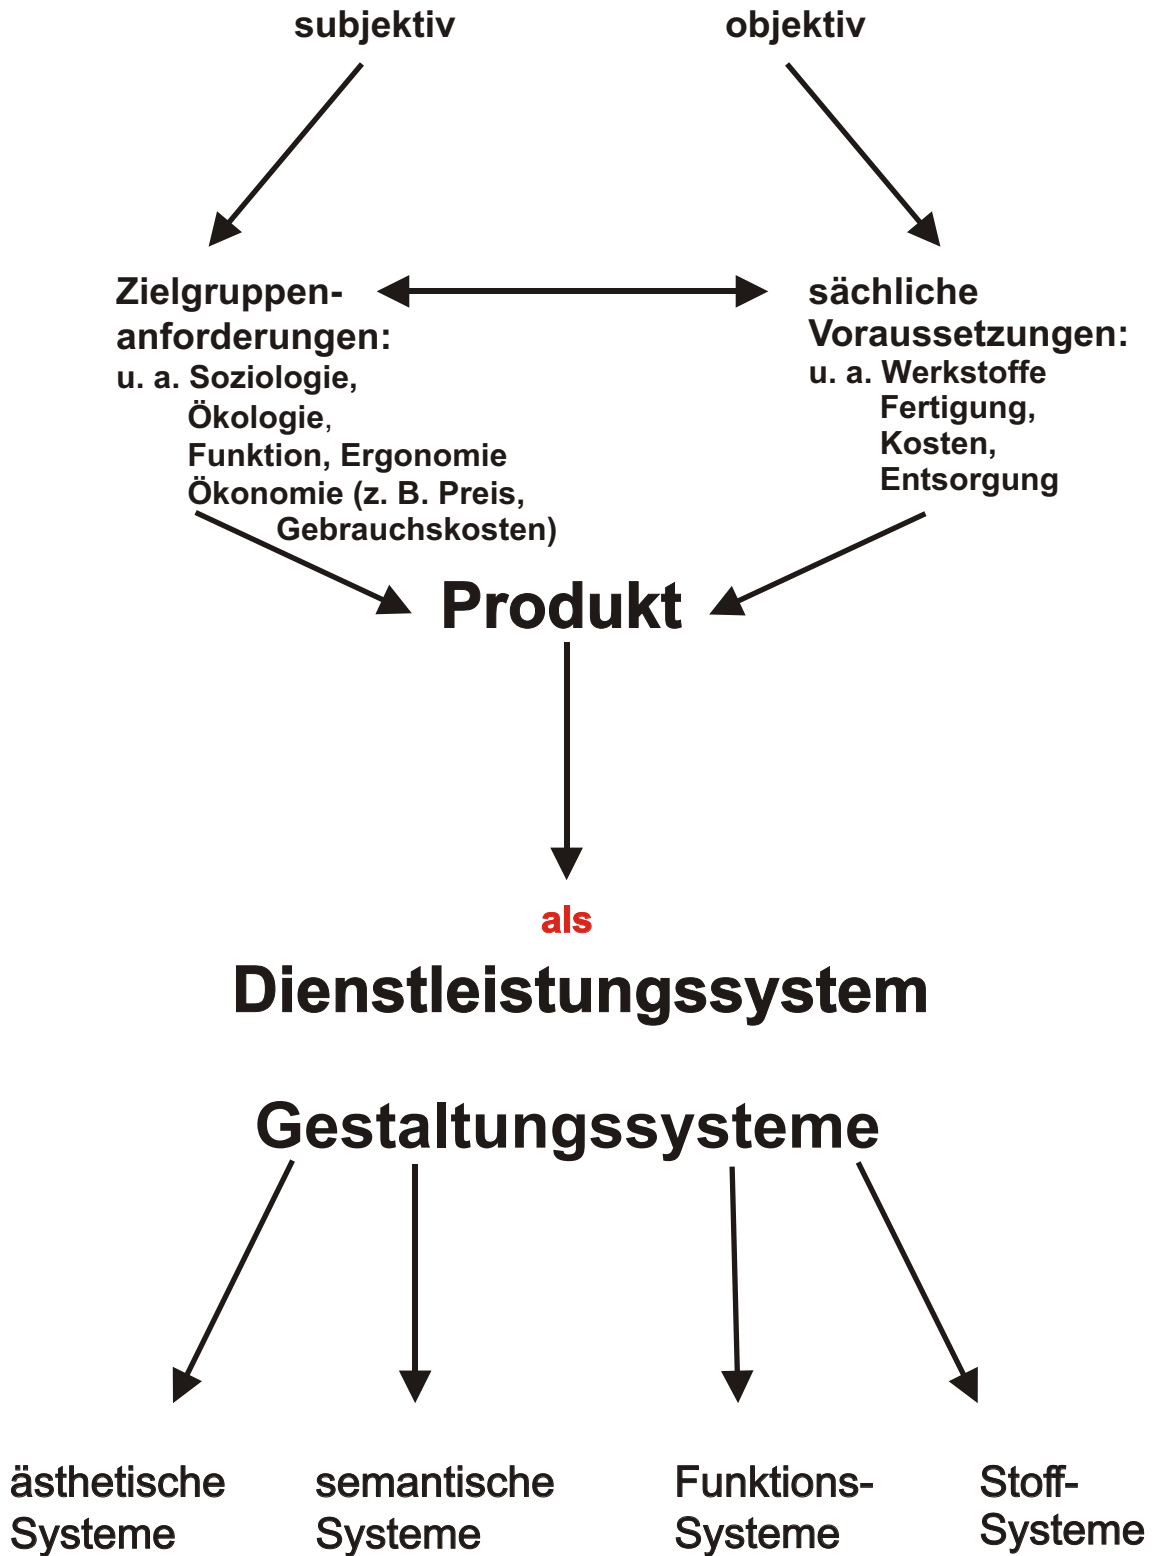 subjektiv
objektiv
Zielgruppen-
anforderungen:
u. a. Soziologie,
Ökologie,
Funktion, Ergonomie
Ökonomie (z. B. Preis,
Gebrauchskosten)
sächliche
Voraussetzungen:
u. a. Werkstoffe
Fertigung,
Kosten,
Entsorgung
Produkt
als
Dienstleistungssystem
Gestaltungssysteme
ästhetische
Systeme
semantische
Systeme
Funktions-
Systeme
Stoff-
Systeme